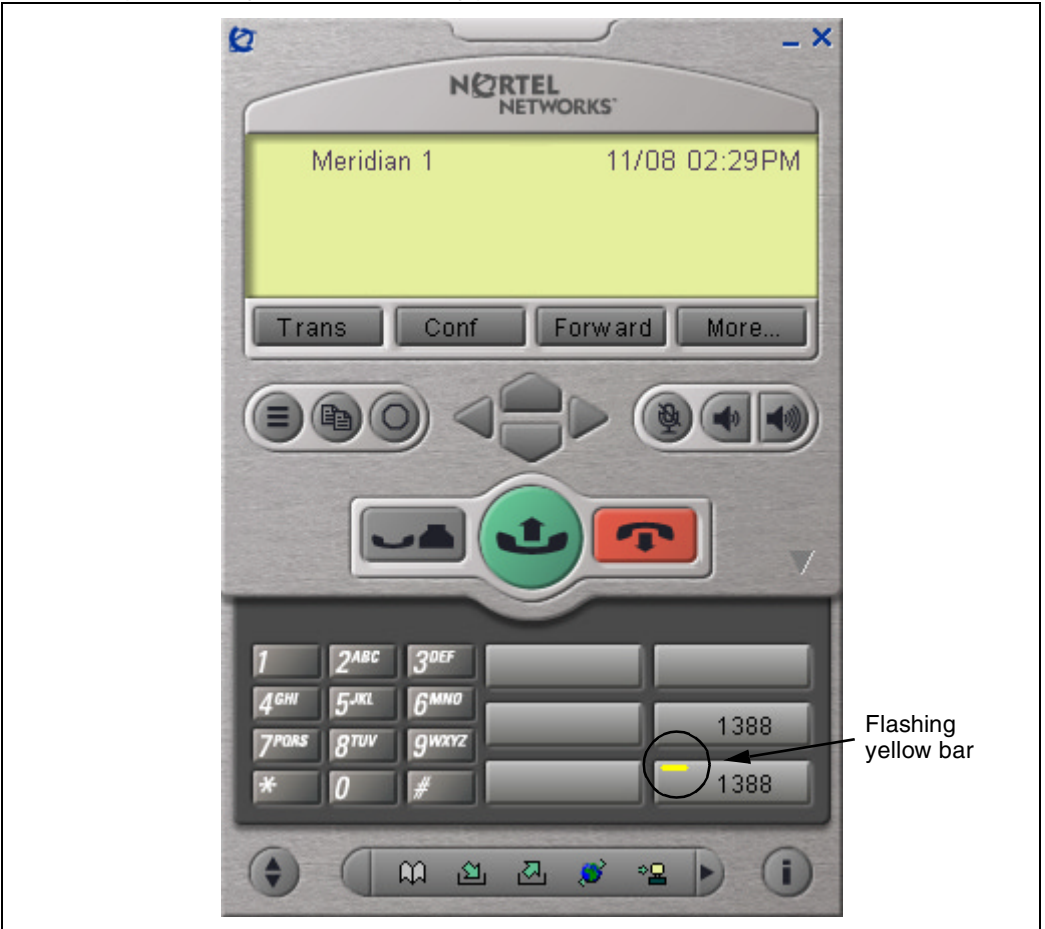 NORTEL
NETWORKS
Meridian 1 11/08 02:29PM
Trans Conf Forward More...
1 2ABC 3DEF
4GHI 5JKL 6MNO
1388
7PQRS 8TUV 9WXYZ
* 0 # 1388
Flashing
yellow bar
i